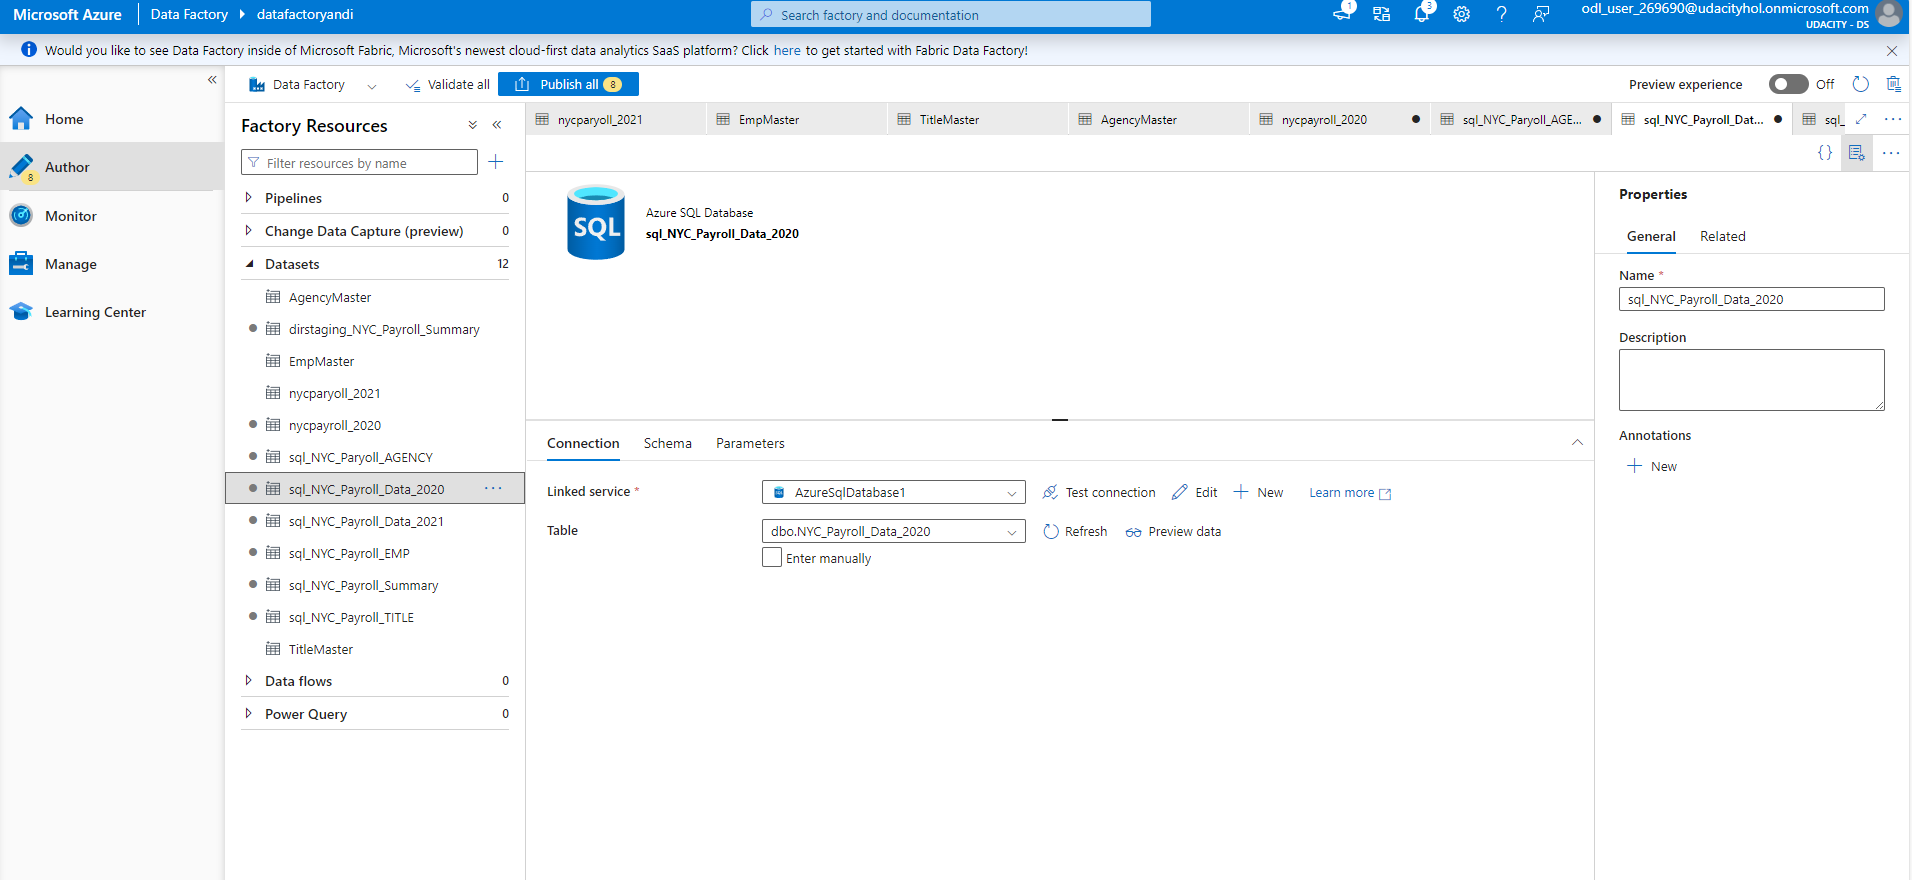 Microsoft Azure Data Factory datafactoryandi Search factory and documentation 1 3 odl_user_269690@udacityhol.onmicrosoft.com
UDACITY - DS
Would you like to see Data Factory inside of Microsoft Fabric, Microsoft's newest cloud-first data analytics SaaS platform? Click here to get started with Fabric Data Factory!
Data Factory Validate all Publish all 8 Preview experience Off
Home
Author
8
Monitor
Manage
Learning Center
Factory Resources
Filter resources by name
Pipelines 0
Change Data Capture (preview) 0
Datasets 12
AgencyMaster
dirstaging_NYC_Payroll_Summary
EmpMaster
nycparyoll_2021
nycpayroll_2020
sql_NYC_Paryoll_AGENCY
sql_NYC_Payroll_Data_2020 ...
sql_NYC_Payroll_Data_2021
sql_NYC_Payroll_EMP
sql_NYC_Payroll_Summary
sql_NYC_Payroll_TITLE
TitleMaster
Data flows 0
Power Query 0
nycparyoll_2021 EmpMaster TitleMaster AgencyMaster nycpayroll_2020 sql_NYC_Paryoll_AGE... sql_NYC_Payroll_Dat... sql_ ...
{} ...
SQL
Azure SQL Database
sql_NYC_Payroll_Data_2020
Connection Schema Parameters
Linked service * AzureSqlDatabase1 Test connection Edit New Learn more
Table dbo.NYC_Payroll_Data_2020 Refresh Preview data
Enter manually
Properties
General Related
Name *
sql_NYC_Payroll_Data_2020
Description
Annotations
New